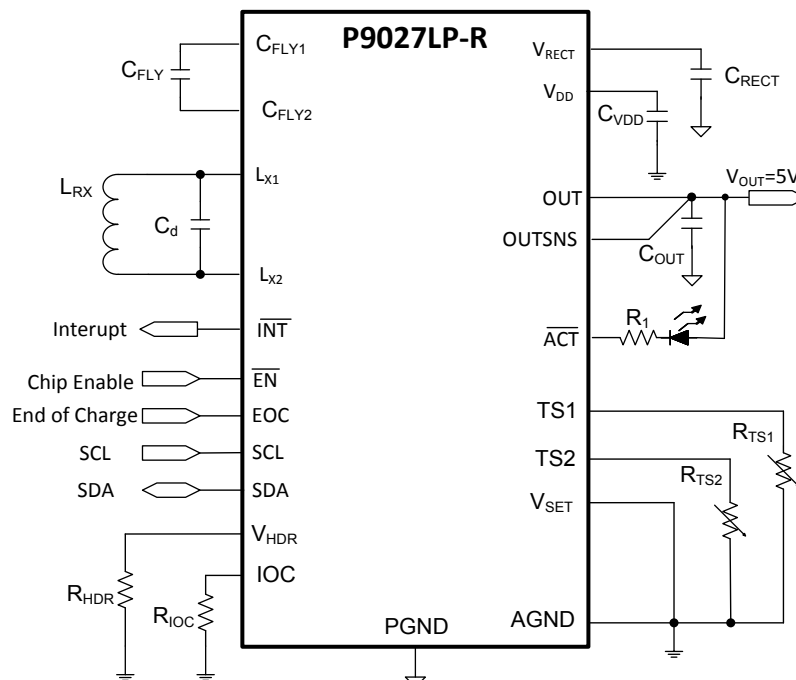 P9027LP-R
CFLY
CFLY1
CFLY2
LRX
Cd
LX1
LX2
Interupt
INT
Chip Enable
EN
End of Charge
EOC
SCL
SCL
SDA
SDA
VHDR
RHDR
IOC
RIOC
PGND
VRECT
CRECT
VDD
CVDD
OUT
VOUT=5V
OUTSNS
COUT
ACT
R1
TS1
RTS1
TS2
RTS2
VSET
AGND